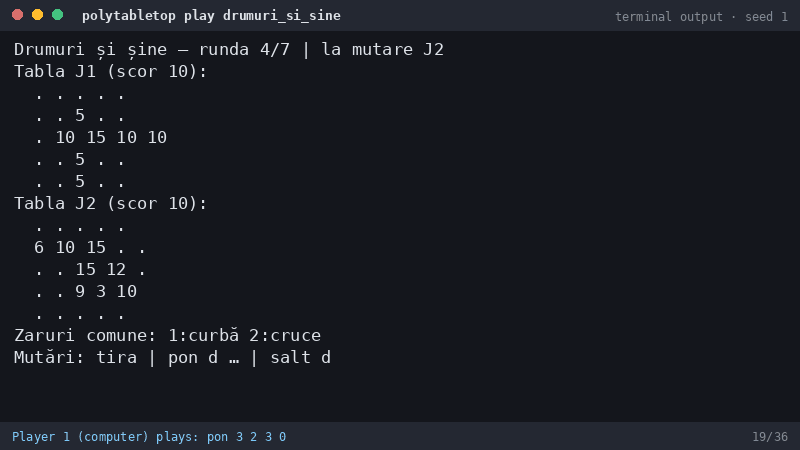 polytabletop play drumuri_si_sine
terminal output · seed 1
Drumuri și șine — runda 4/7 | la mutare J2
Tabla J1 (scor 10):
. . . . .
. . 5 . .
. 10 15 10 10
. . 5 . .
. . 5 . .
Tabla J2 (scor 10):
. . . . .
6 10 15 . .
. . 15 12 .
. . 9 3 10
. . . . .
Zaruri comune: 1:curbă 2:cruce
Mutări: tira | pon d … | salt d
Player 1 (computer) plays: pon 3 2 3 0
19/36